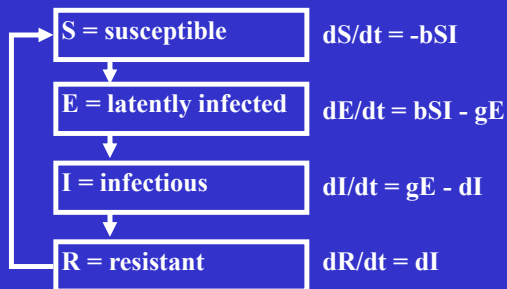 S = susceptible dS/dt = -bSI
E = latently infected dE/dt = bSI - gE
I = infectious dI/dt = gE - dI
R = resistant dR/dt = dI